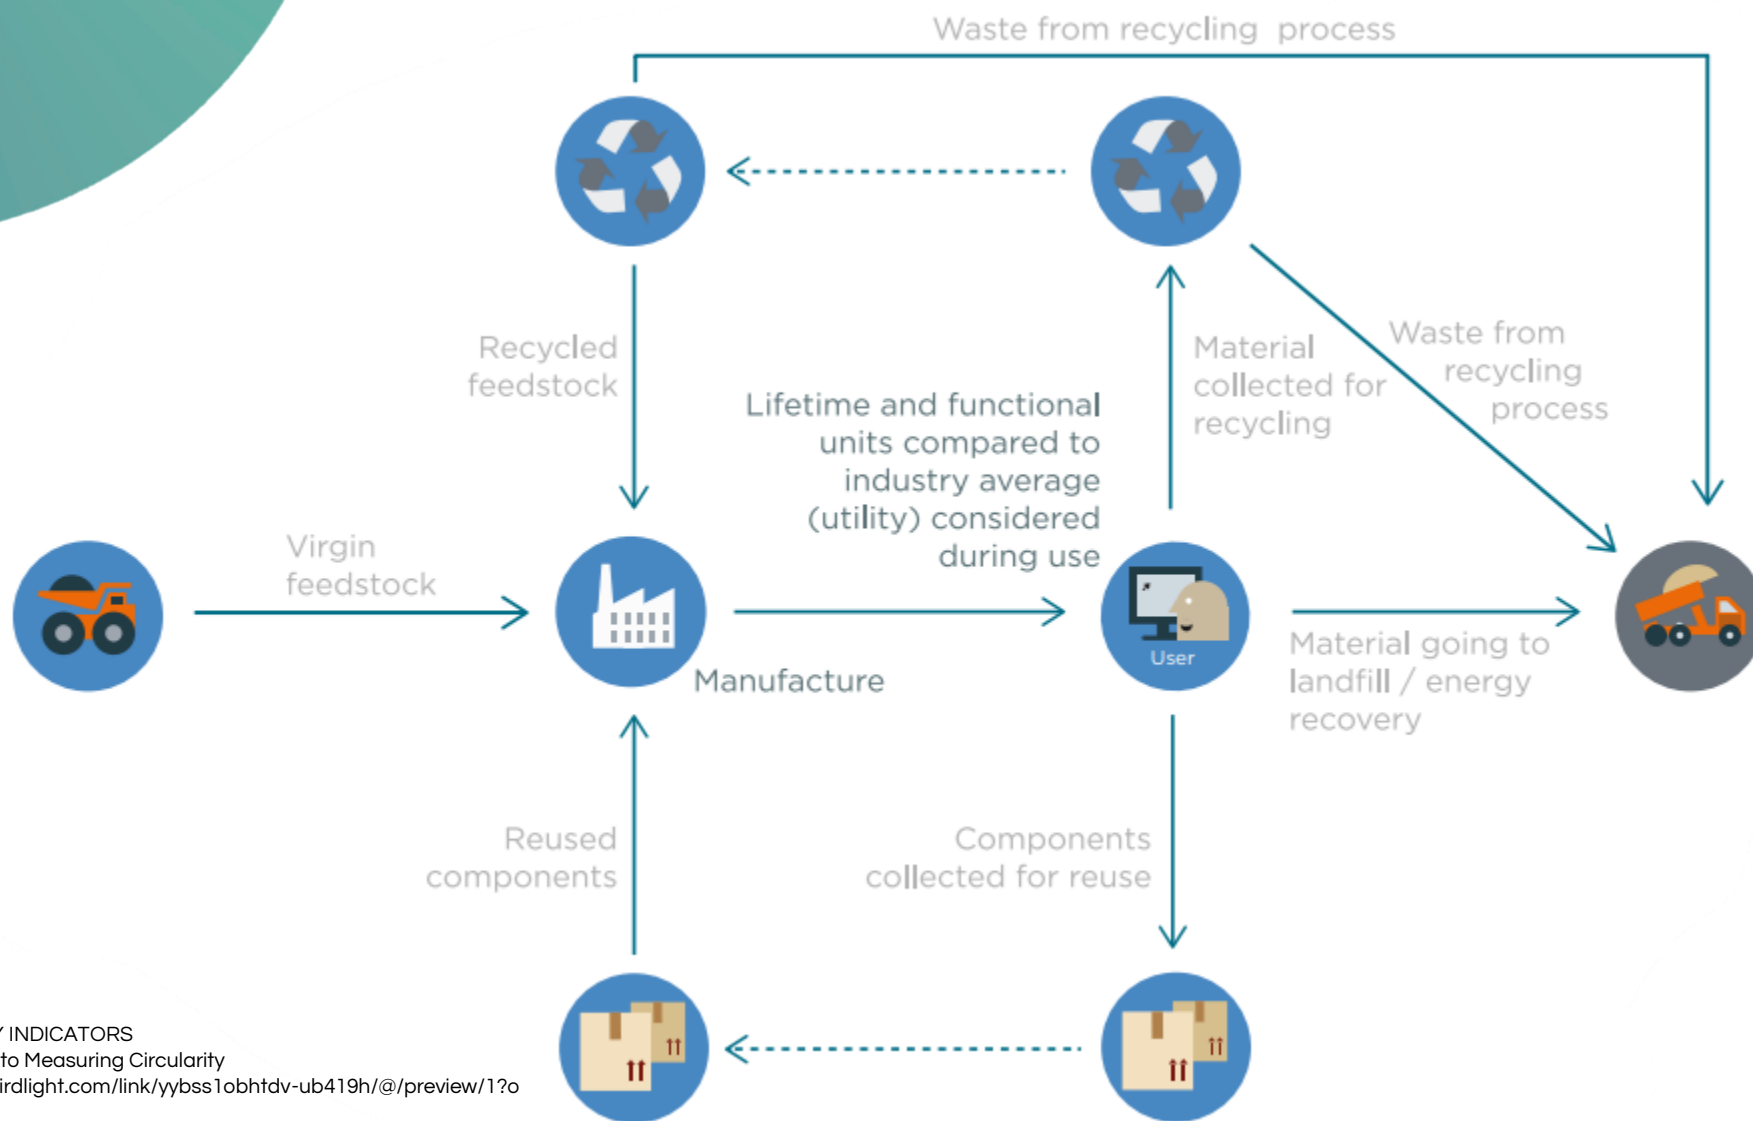 Waste from recycling process
Recycled
feedstock
Material
collected for
recycling
Waste from
recycling
process
Lifetime and functional
units compared to
industry average
(utility) considered
during use
Virgin
feedstock
User
Manufacture
Material going to
landfill / energy
recovery
Reused
components
Components
collected for reuse
Y INDICATORS
to Measuring Circularity
irdlight.com/link/yybss1obhtdv-ub419h/@/preview/1?o